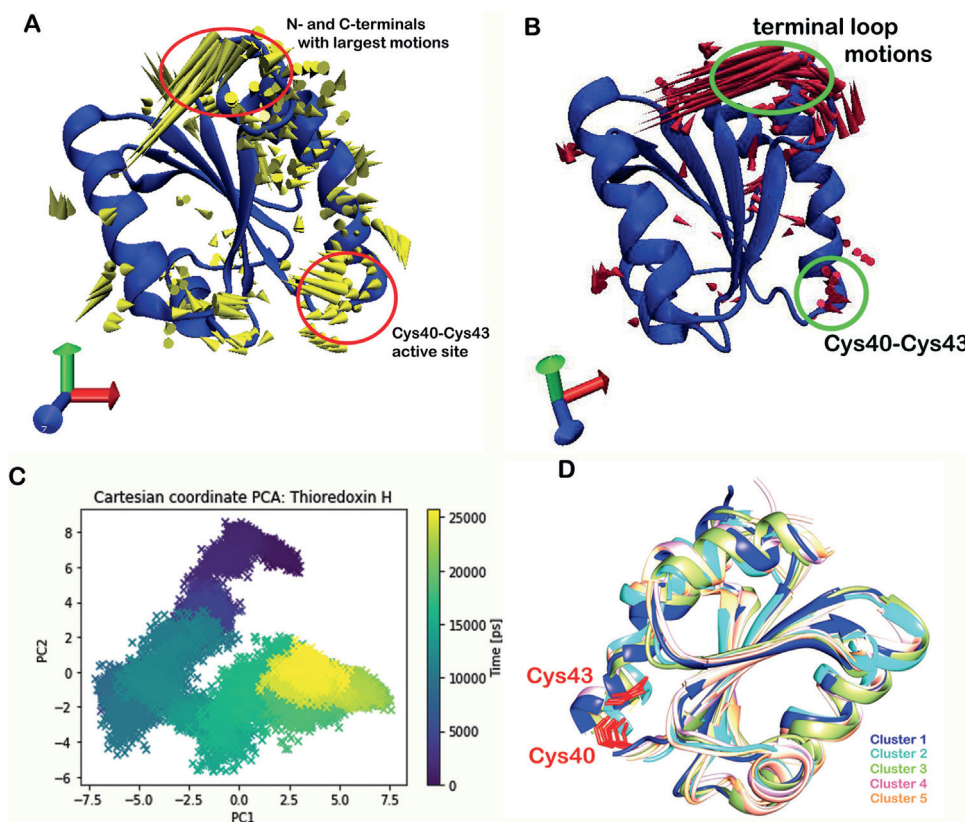 A
N- and C-terminals
with largest motions
Cys40-Cys43
active site
Z
B
terminal loop
motions
Cys40-Cys43
C
Cartesian coordinate PCA: Thioredoxin H
PC2
8
6
4
2
0
−2
−4
−6
−7.5 −5.0 −2.5 0.0 2.5 5.0 7.5
PC1
25000
20000
15000
10000
5000
0
Time [ps]
D
Cys43
Cys40
Cluster 1
Cluster 2
Cluster 3
Cluster 4
Cluster 5